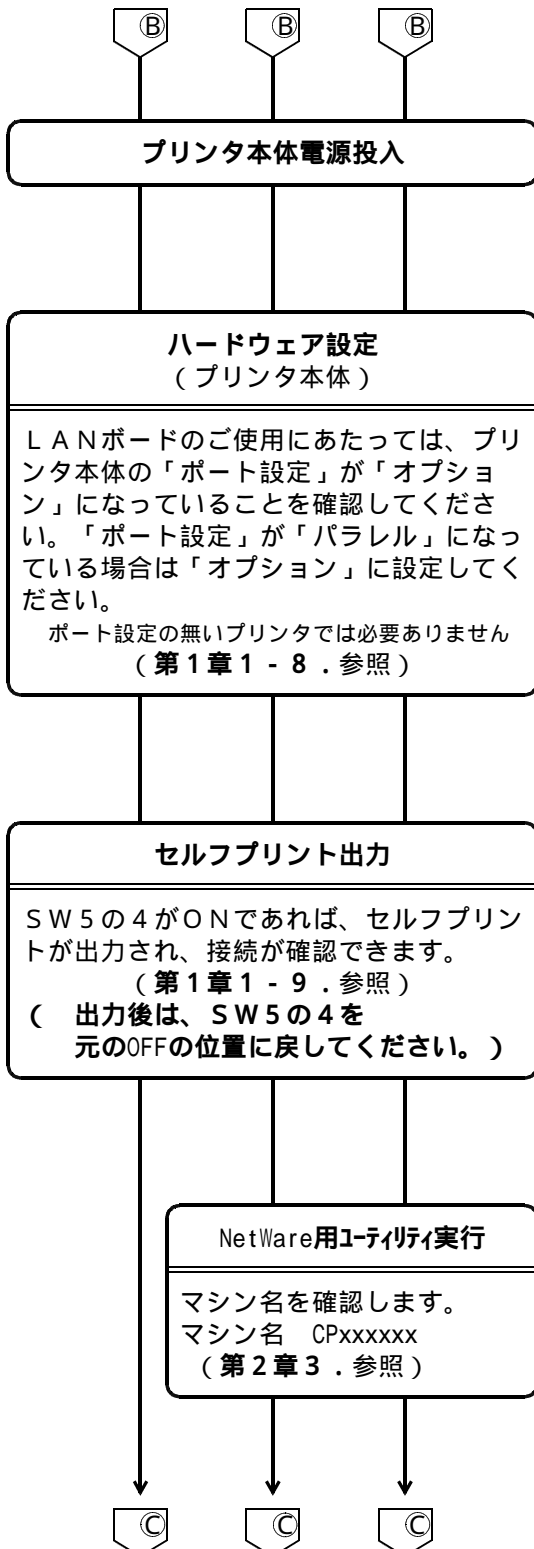 Ⓑ Ⓑ Ⓑ
プリンタ本体電源投入
ハードウェア設定
（プリンタ本体）
ＬＡＮボードのご使用にあたっては、プリ
ンタ本体の「ポート設定」が「オプショ
ン」になっていることを確認してくださ
い。「ポート設定」が「パラレル」になっ
ている場合は「オプション」に設定してく
ださい。
ポート設定の無いプリンタでは必要ありません
（第１章１-８．参照）
セルフプリント出力
ＳＷ５の４がＯＮであれば、セルフプリン
トが出力され、接続が確認できます。
（第１章１-９．参照）
（　出力後は、ＳＷ５の４を
元のOFFの位置に戻してください。）
NetWare用ﾕｰﾃｨﾘﾃｨ実行
マシン名を確認します。
マシン名　CPxxxxxx
（第２章３．参照）
Ⓒ Ⓒ Ⓒ